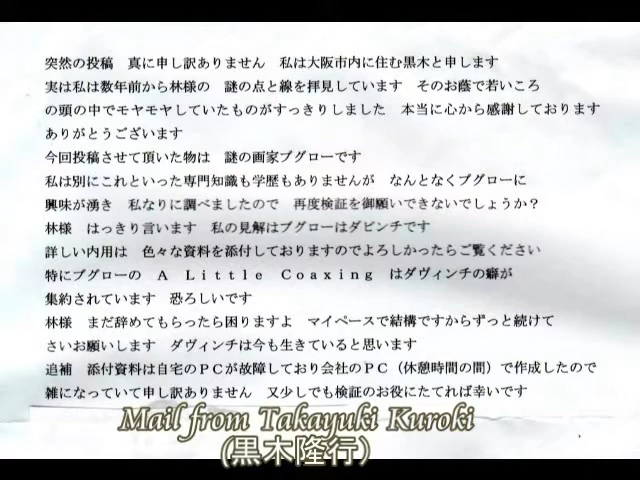 突然の投稿　真に申し訳ありません　私は大阪市内に住む黒木と申します
実は私は数年前から林様の　謎の点と線を拝見しています　そのお蔭で若いころ
の頭の中でモヤモヤしていたものがすっきりしました　本当に心から感謝しております
ありがとうございます
今回投稿させて頂いた物は　謎の画家ブグローです
私は別にこれといった専門知識も学歴もありませんが　なんとなくブグローに
興味が湧き　私なりに調べましたので　再度検証を御願いできないでしょうか？
林様　はっきり言います　私の見解はブグローはダビンチです
詳しい内用は　色々な資料を添付しておりますのでよろしかったらご覧ください
特にブグローの　Ａ Ｌｉｔｔｌｅ Ｃｏａｘｉｎｇ　はダヴィンチの癖が
集約されています　恐ろしいです
林様　まだ辞めてもらったら困りますよ　マイペースで結構ですからずっと続けて
さいお願いします　ダヴィンチは今も生きていると思います
追補　添付資料は自宅のＰＣが故障しており会社のＰＣ（休憩時間の間）で作成したので
雑になっていて申し訳ありません　又少しでも検証のお役にたてれば幸いです
Mail from Takayuki Kuroki
(黒木隆行)